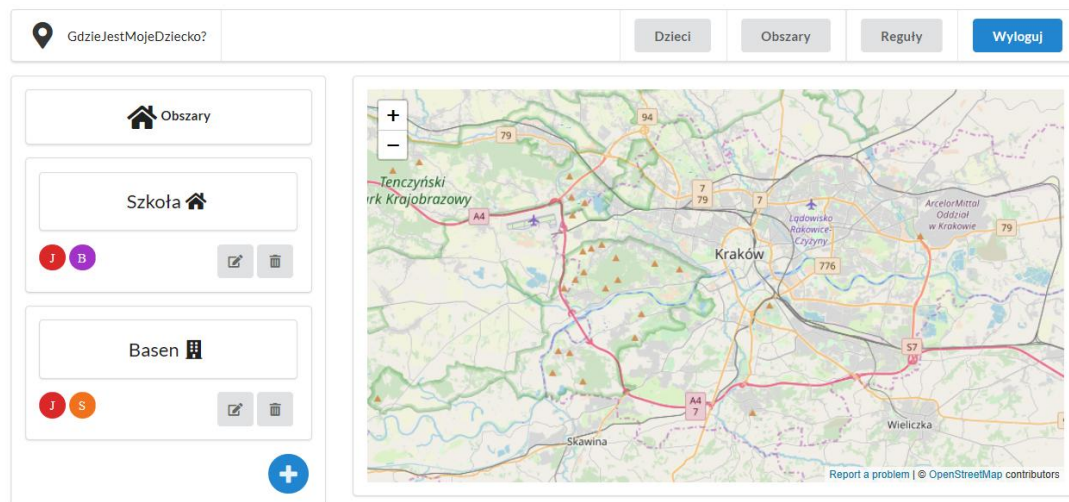 GdzieJestMojeDziecko?
Dzieci
Obszary
Reguły
Wyloguj
Obszary
Szkoła
J B
Basen
J S
+
−
94
79
Tenczyński
rk Krajobrazowy
A4
7
79
7
Lądowisko
Rakowice-
Czyżyny
ArcelorMittal
Oddział
w Krakowie
79
Kraków
776
S7
A4
7
Wieliczka
Skawina
Report a problem | © OpenStreetMap contributors